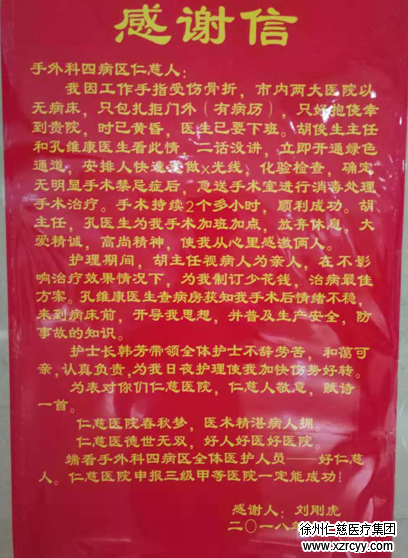 感谢信
手外科四病区仁慈人：
我因工作手指受伤骨折，市内两大医院以
无病床，只包扎拒门外（有病历），只好抱侥幸
到贵院，时已黄昏，医生已要下班。胡俊生主任
和孔维康医生看此情，二话没讲，立即开通绿色
通道，安排人快速妥做x光线，化验检查，确定
无明显手术禁忌症后，急送手术室进行消毒处理
手术治疗。手术持续2个多小时，顺利成功。胡
主任，孔医生为我手术加班加点，放弃休息，大
爱精诚，高尚精神，使我从心里感激俩人。
护理期间，胡主任视病人为亲人，在不影
响治疗效果情况下，为我制订少花钱，治病最佳
方案。孔维康医生查病房获知我手术后情绪不稳，
来到病床前，开导我思想，并普及生产安全，防
事故的知识。
护士长韩芳带领全体护士不辞劳苦，和蔼可
亲，认真负责，为我日夜护理使我加快伤势好转。
为表对你们仁慈医院，仁慈人敬意，赋诗
一首。
仁慈医院春秋梦，医术精湛病人拥。
仁慈医德世无双，好人好医好医院。
端看手外科四病区全体医护人员——好仁慈
人。仁慈医院申报三级甲等医院一定能成功！
感谢人：刘刚虎
二〇一八
徐州仁慈医疗集团
www.xzrcyy.com